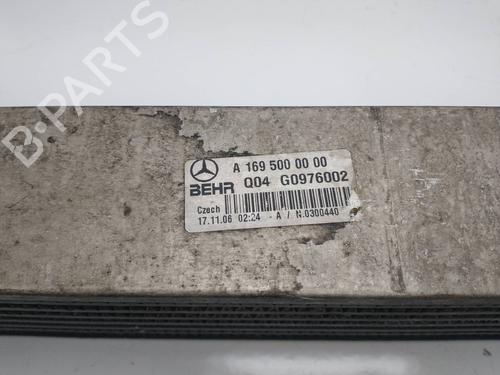 B-PARTS
A 169 500 00 00
BEHR Q04 G0976002
Czech
17.11.06 02:24 - A / N.0300440